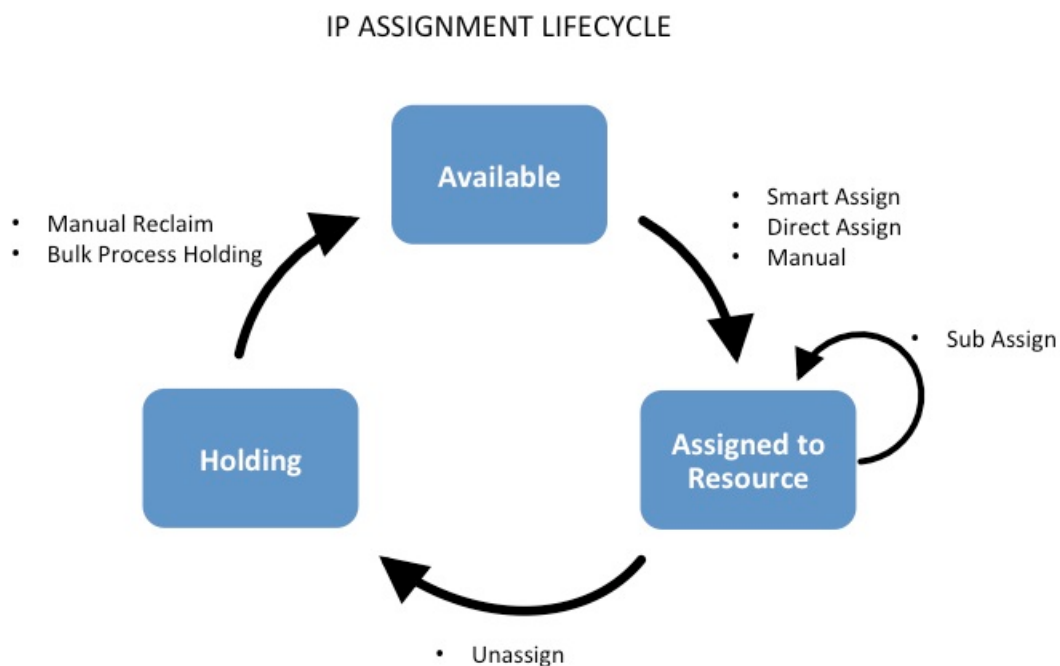 IP ASSIGNMENT LIFECYCLE
Available
• Smart Assign
• Direct Assign
• Manual
• Manual Reclaim
• Bulk Process Holding
• Sub Assign
Assigned to
Resource
Holding
• Unassign